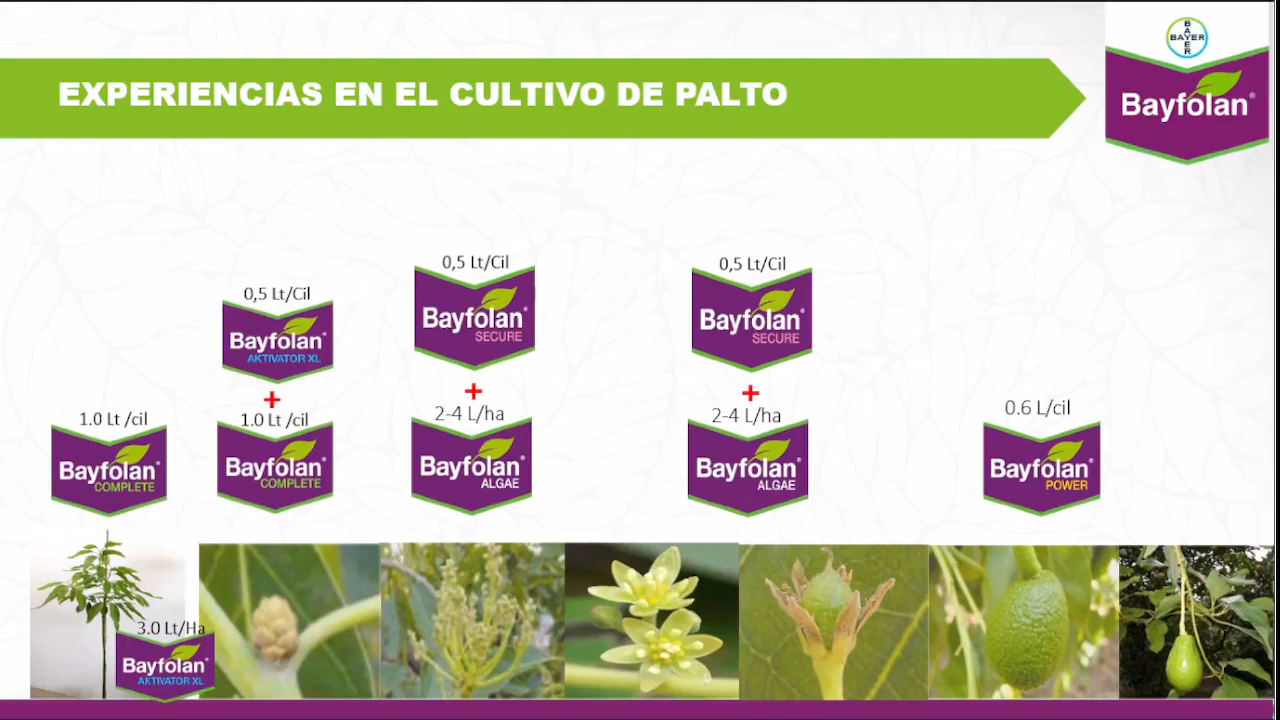 BAYER
BAYER
EXPERIENCIAS EN EL CULTIVO DE PALTO
Bayfolan®
0,5 Lt/Cil
Bayfolan®
AKTIVATOR XL
+
1.0 Lt /cil
Bayfolan®
COMPLETE
0,5 Lt/Cil
Bayfolan®
SECURE
+
2-4 L/ha
Bayfolan®
ALGAE
0,5 Lt/Cil
Bayfolan®
SECURE
+
2-4 L/ha
Bayfolan®
ALGAE
1.0 Lt /cil
Bayfolan®
COMPLETE
0.6 L/cil
Bayfolan®
POWER
3.0 Lt/Ha
Bayfolan®
AKTIVATOR XL